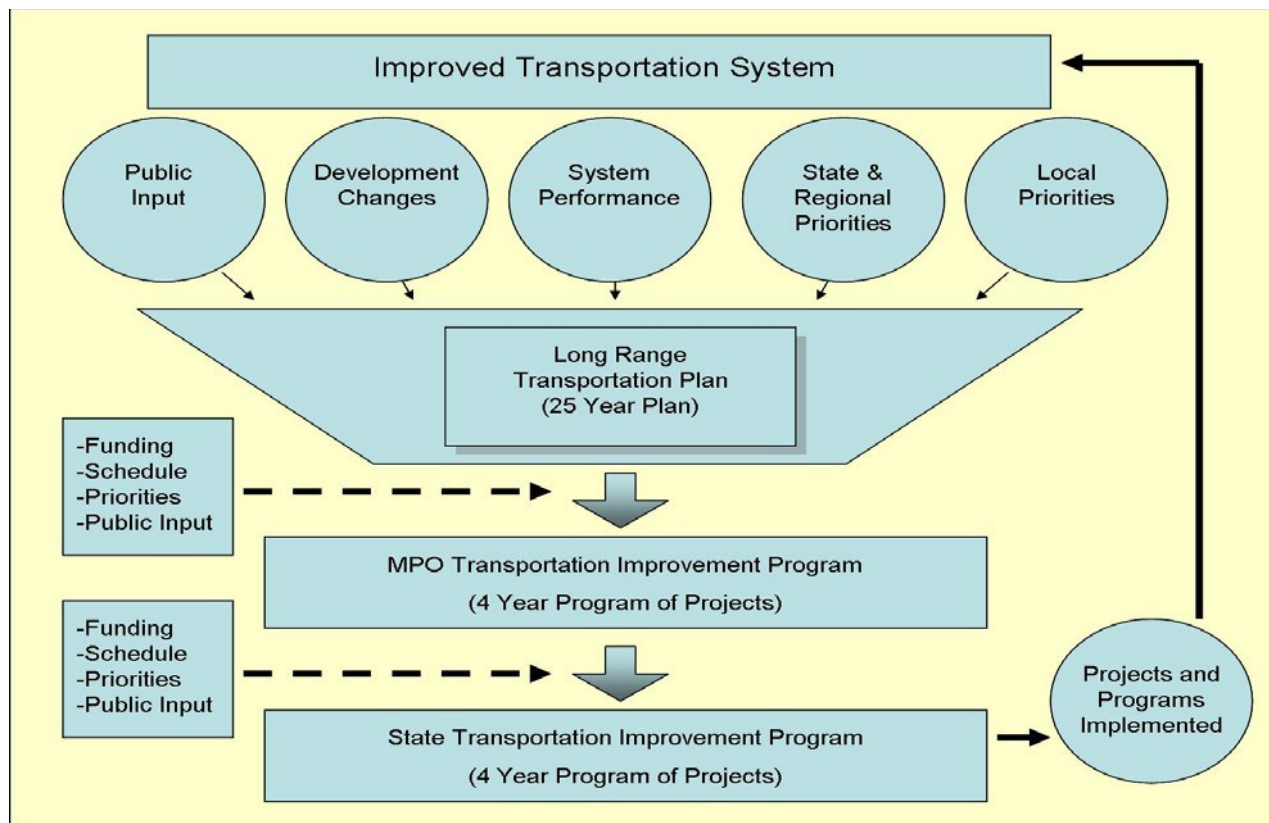 Improved Transportation System
Public
Input
Development
Changes
System
Performance
State &
Regional
Priorities
Local
Priorities
Long Range
Transportation Plan
(25 Year Plan)
-Funding
-Schedule
-Priorities
-Public Input
MPO Transportation Improvement Program
(4 Year Program of Projects)
-Funding
-Schedule
-Priorities
-Public Input
State Transportation Improvement Program
(4 Year Program of Projects)
Projects and
Programs
Implemented